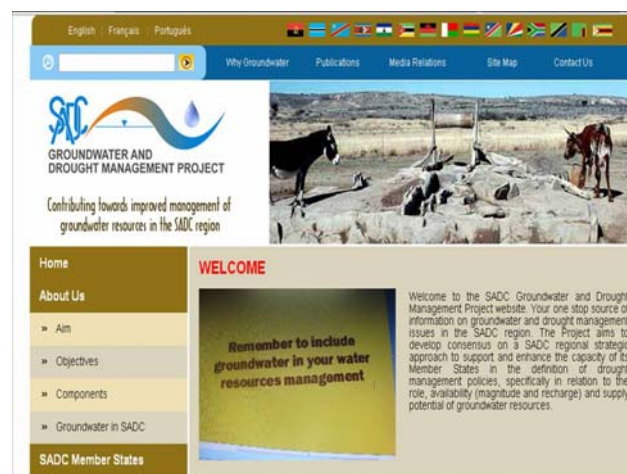 English : Français : Português
Why Groundwater Publications Media Relations Site Map Contact Us
SADC
GROUNDWATER AND
DROUGHT MANAGEMENT PROJECT
Contributing towards improved management of
groundwater resources in the SADC region
Home
About Us
» Aim
» Objectives
» Components
» Groundwater in SADC
SADC Member States
WELCOME
Remember to include
groundwater in your water
resources management
Welcome to the SADC Groundwater and Drought
Management Project website. Your one stop source of
information on groundwater and drought management
issues in the SADC region. The Project aims to
develop consensus on a SADC regional strategic
approach to support and enhance the capacity of its
Member States in the definition of drought
management policies, specifically in relation to the
role, availability (magnitude and recharge) and supply
potential of groundwater resources.